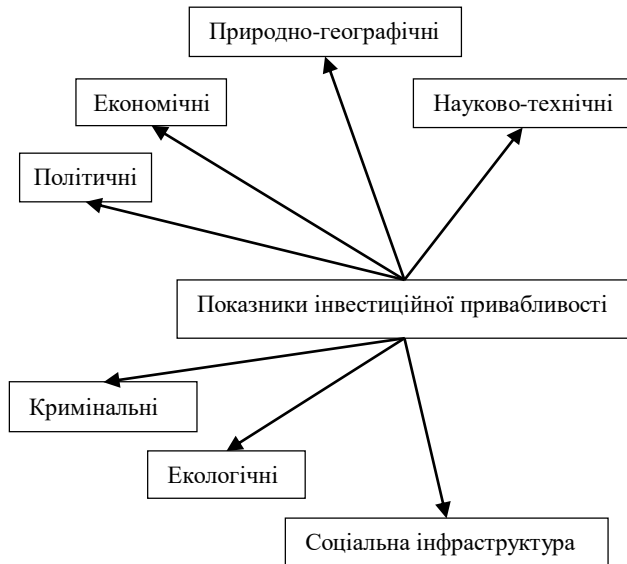 Природно-географічні
Економічні
Науково-технічні
Політичні
Показники інвестиційної привабливості
Кримінальні
Екологічні
Соціальна інфраструктура